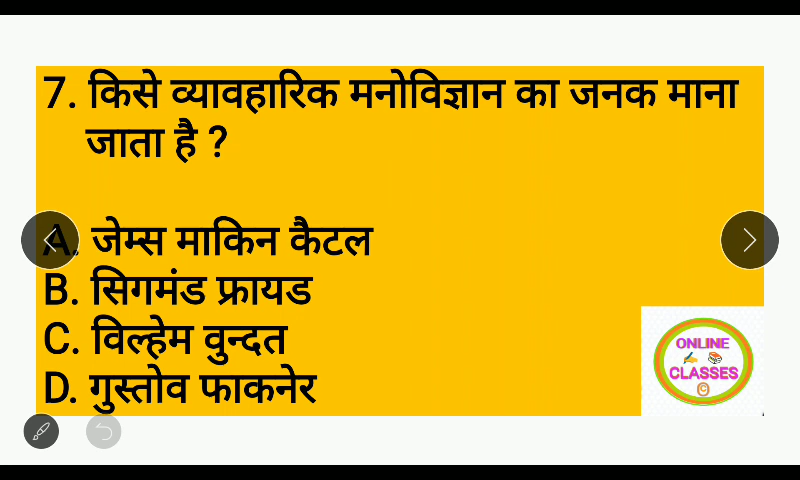 7. किसे व्यावहारिक मनोविज्ञान का जनक माना
जाता है ?
A. जेम्स माकिन कैटल
B. सिगमंड फ्रायड
C. विल्हेम वुन्दत
D. गुस्तोव फाकनेर
ONLINE
CLASSES
©